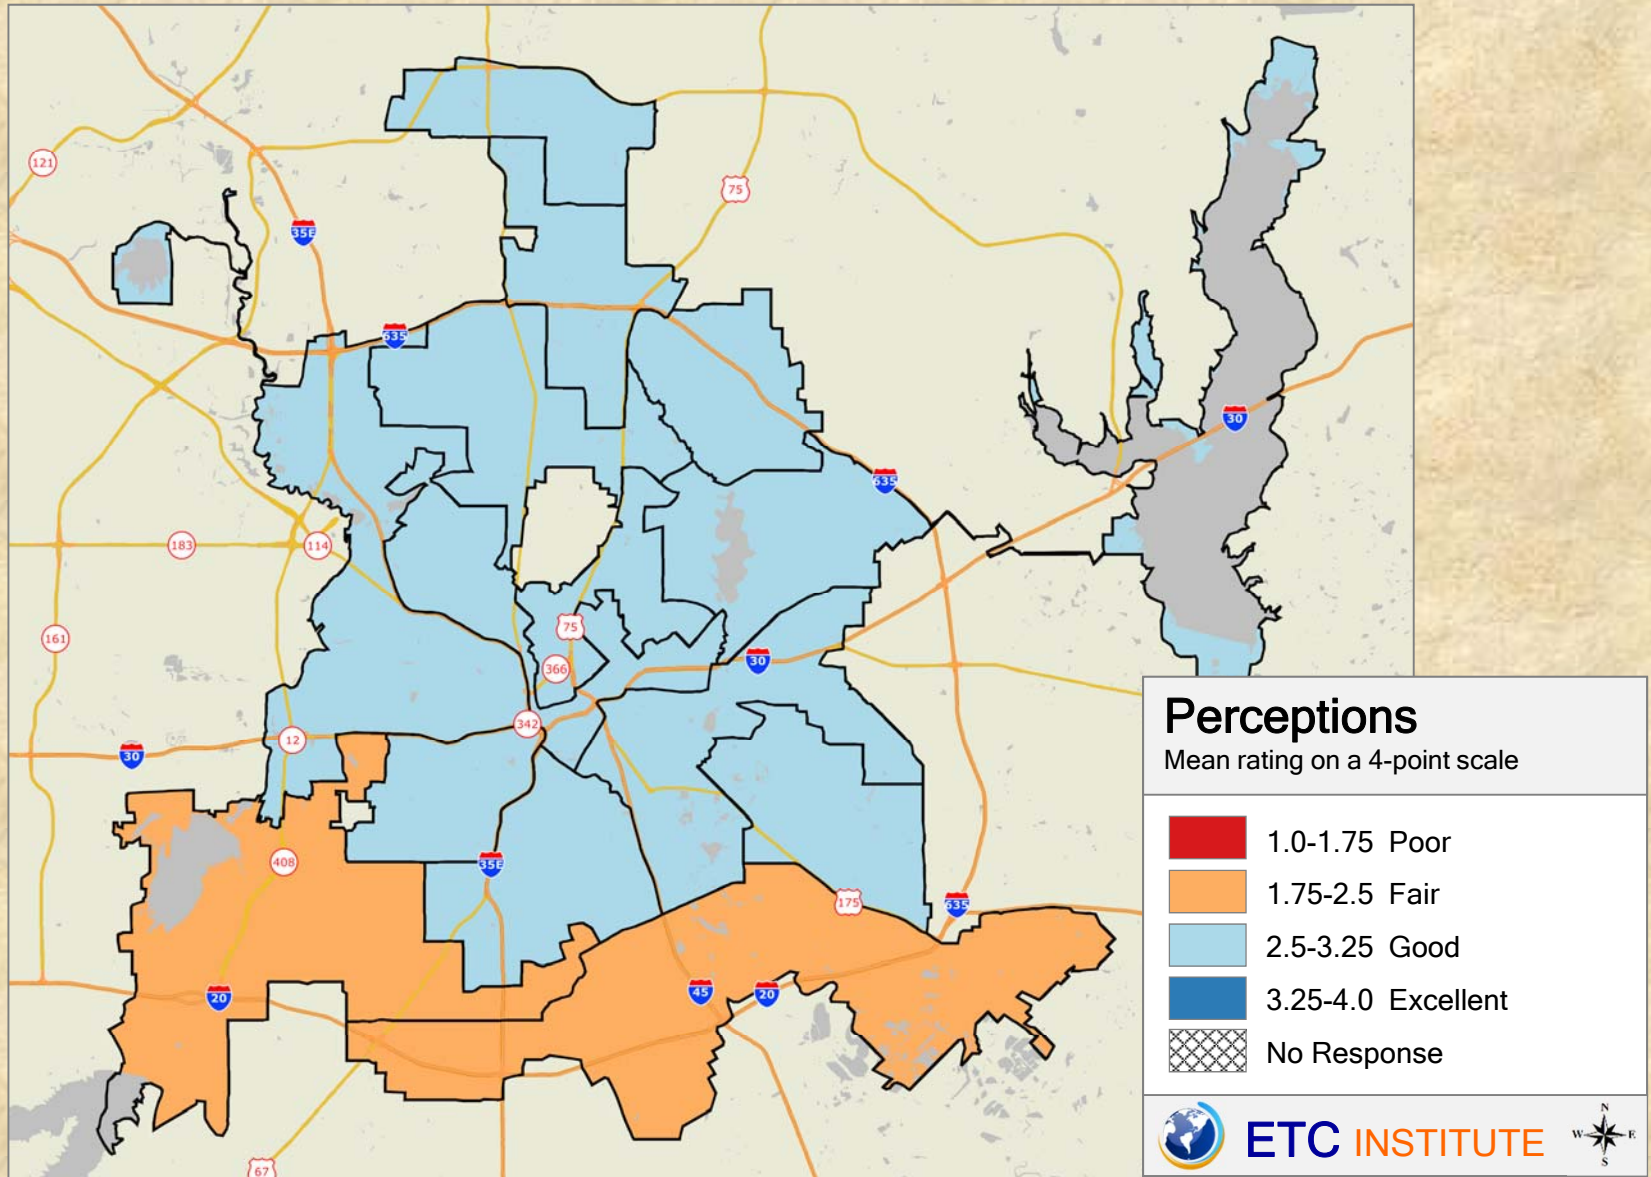 121
75
35E
635
30
635
183
114
161
75
366
30
342
12
30
408
35E
175
635
20
45
20
67
Perceptions
Mean rating on a 4-point scale
1.0-1.75 Poor
1.75-2.5 Fair
2.5-3.25 Good
3.25-4.0 Excellent
No Response
ETC INSTITUTE
N
W E
S